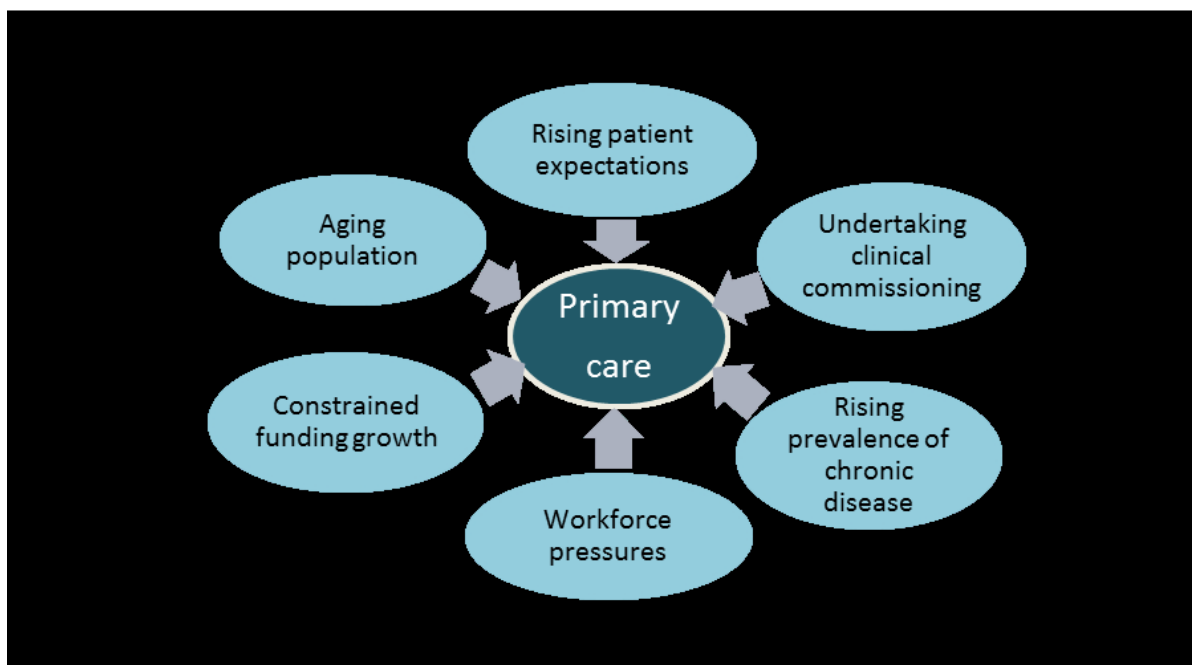 Rising patient
expectations
Aging
population
Undertaking
clinical
commissioning
Primary
care
Constrained
funding growth
Rising
prevalence of
chronic
disease
Workforce
pressures